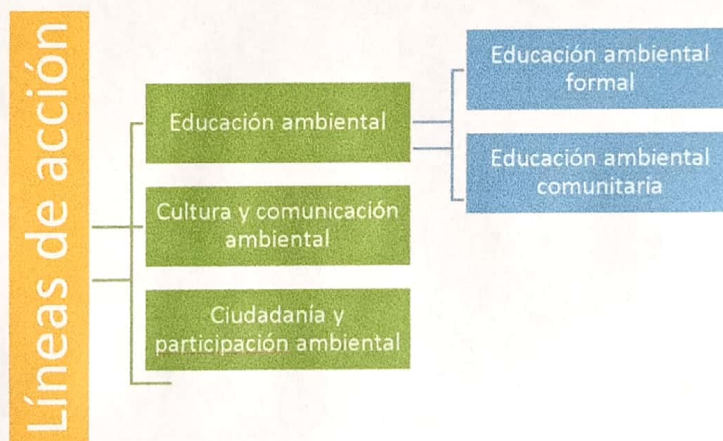 Líneas de acción
Educación ambiental
Cultura y comunicación
ambiental
Ciudadanía y
participación ambiental
Educación ambiental
formal
Educación ambiental
comunitaria